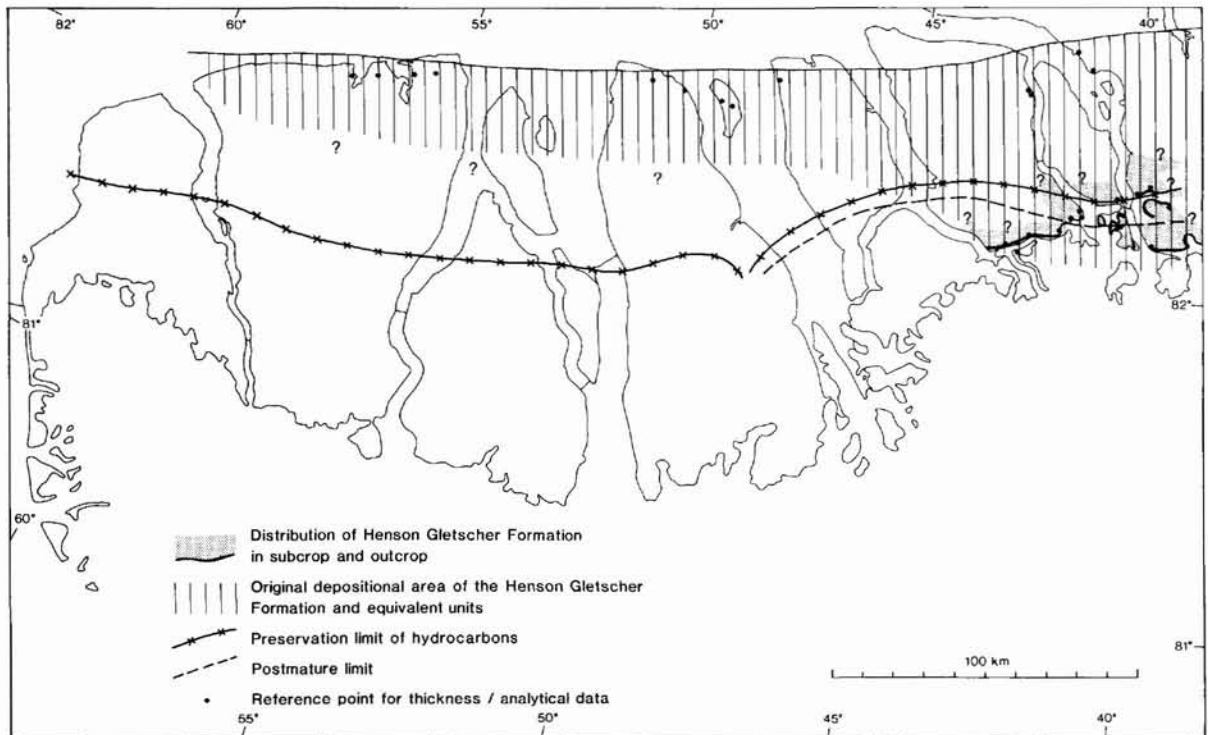 82° 60° 55° 50° 45° 40°
? ? ? ? ? ? ? ? ? ? ?
81° 82°
60°
Distribution of Henson Gletscher Formation
in subcrop and outcrop
Original depositional area of the Henson Gletscher
Formation and equivalent units
Preservation limit of hydrocarbons
Postmature limit
Reference point for thickness / analytical data
100 km
81°
55° 50° 45° 40°